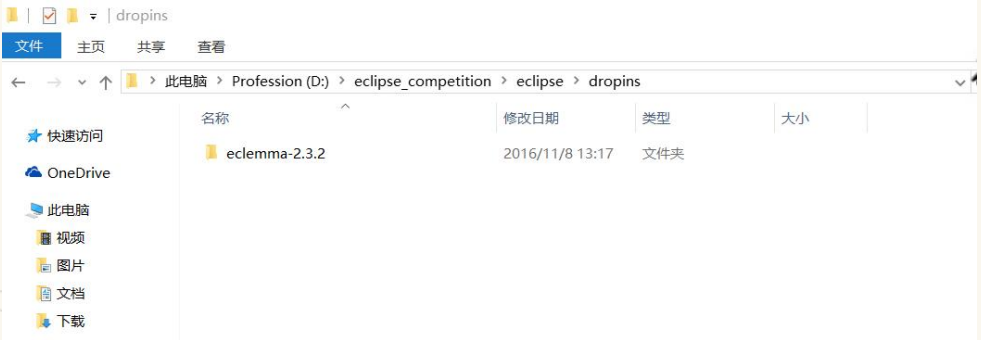 dropins
文件 主页 共享 查看
此电脑 Profession (D:) eclipse_competition eclipse dropins
名称 修改日期 类型 大小
快速访问
eclemma-2.3.2 2016/11/8 13:17 文件夹
OneDrive
此电脑
视频
图片
文档
下载